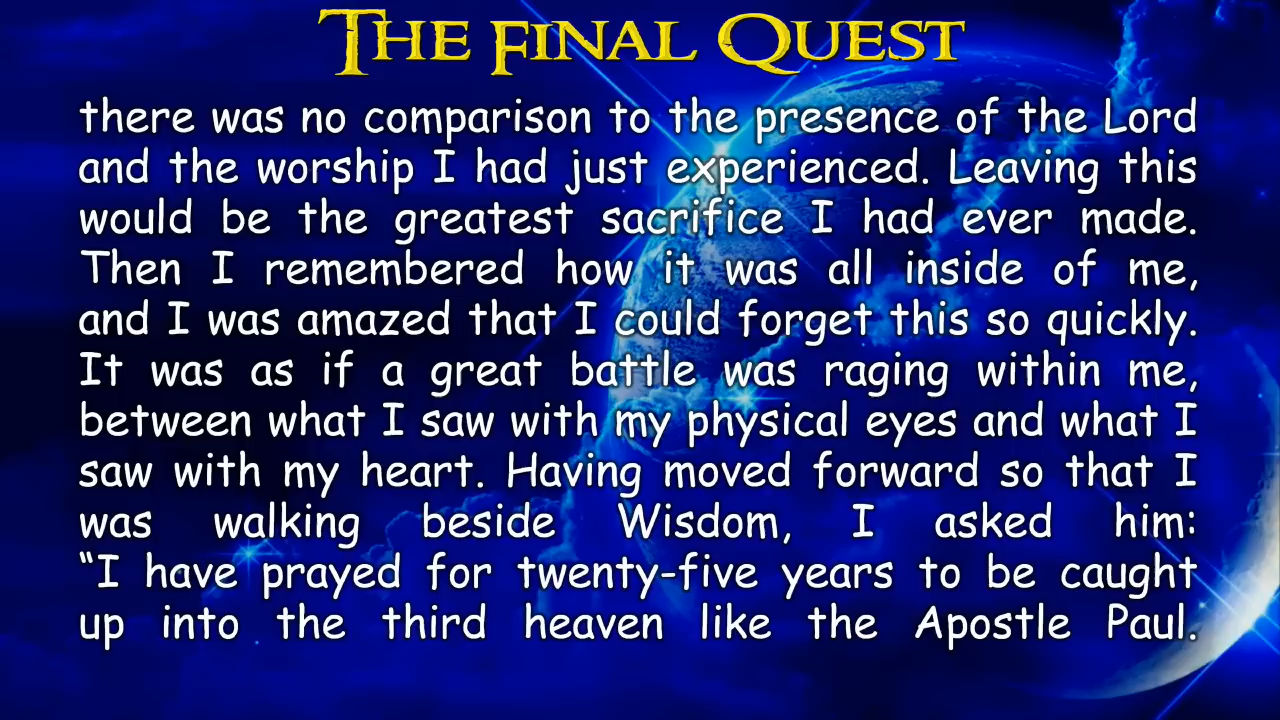 The Final Quest
there was no comparison to the presence of the Lord
and the worship I had just experienced. Leaving this
would be the greatest sacrifice I had ever made.
Then I remembered how it was all inside of me,
and I was amazed that I could forget this so quickly.
It was as if a great battle was raging within me,
between what I saw with my physical eyes and what I
saw with my heart. Having moved forward so that I
was walking beside Wisdom, I asked him:
“I have prayed for twenty-five years to be caught
up into the third heaven like the Apostle Paul.